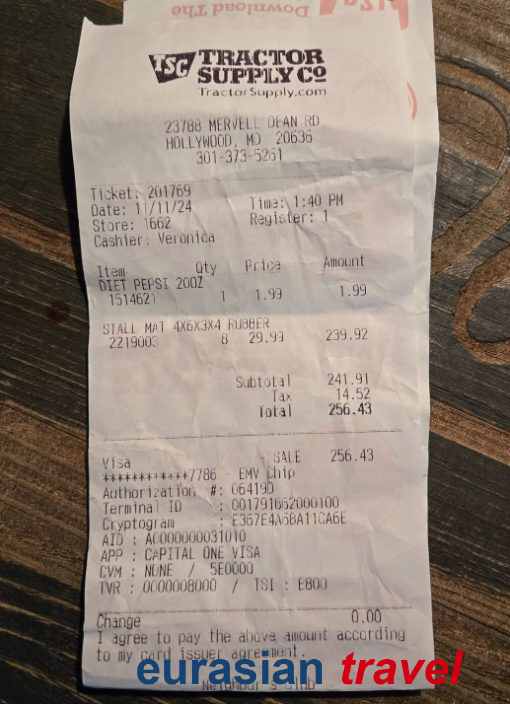 Download The
TSC TRACTOR
SUPPLY CO
TractorSupply.com
23788 MERVELL DEAN RD
HOLLYWOOD, MD 20636
301-373-5261
Ticket: 201769
Date: 11/11/24 Time: 1:40 PM
Store: 1662 Register: 1
Cashier: Veronica
Item Qty Price Amount
DIET PEPSI 20OZ
1514621 1 1.99 1.99
STALL MAT 4X6X3X4 RUBBER
2219003 8 29.99 239.92
Subtotal 241.91
Tax 14.52
Total 256.43
Visa SALE 256.43
************7786 EMV Chip
Authorization #: 06419D
Terminal ID : 001791662000100
Cryptogram : E367E4A58A11CA6E
AID : A0000000031010
APP : CAPITAL ONE VISA
CVM : NONE / 5E0000
TVR : 0000008000 / TSI : E800
Change 0.00
I agree to pay the above amount according
to my card issuer agreement.
eurasian travel